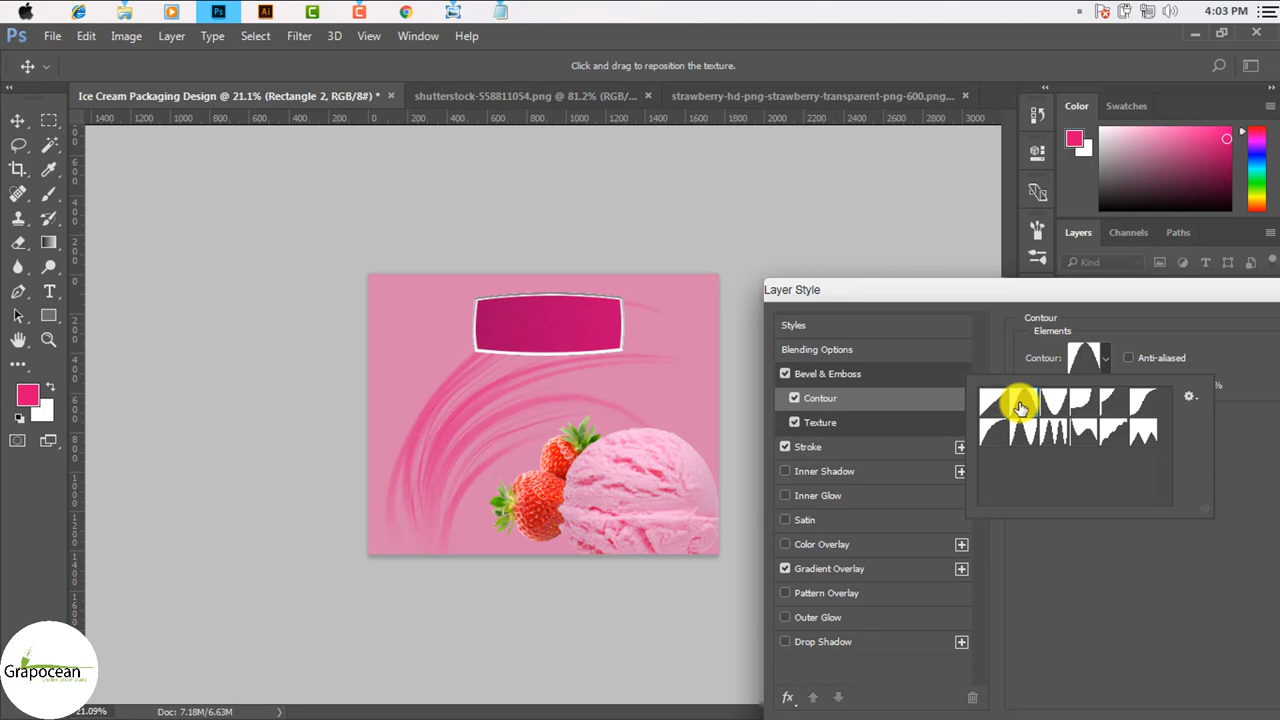 Ps
Ai
4:03 PM
Ps File Edit Image Layer Type Select Filter 3D View Window Help
Click and drag to reposition the texture.
Ice Cream Packaging Design @ 21.1% (Rectangle 2, RGB/8#) *
shutterstock-558811054.png @ 81.2% (RGB/...
strawberry-hd-png-strawberry-transparent-png-600.png...
Color Swatches
1400 1200 1000 800 600 400 200 0 200 400 600 800 1000 1200 1400 1600 1800 2000 2200 2400 2600 2800 3000
Layers Channels Paths
Kind
Layer Style
Styles
Blending Options
Bevel & Emboss
Contour
Texture
Stroke
Inner Shadow
Inner Glow
Satin
Color Overlay
Gradient Overlay
Pattern Overlay
Outer Glow
Drop Shadow
fx
Contour
Elements
Contour:
Anti-aliased
%
Grapocean
21.09%
Doc: 7.18M/6.63M